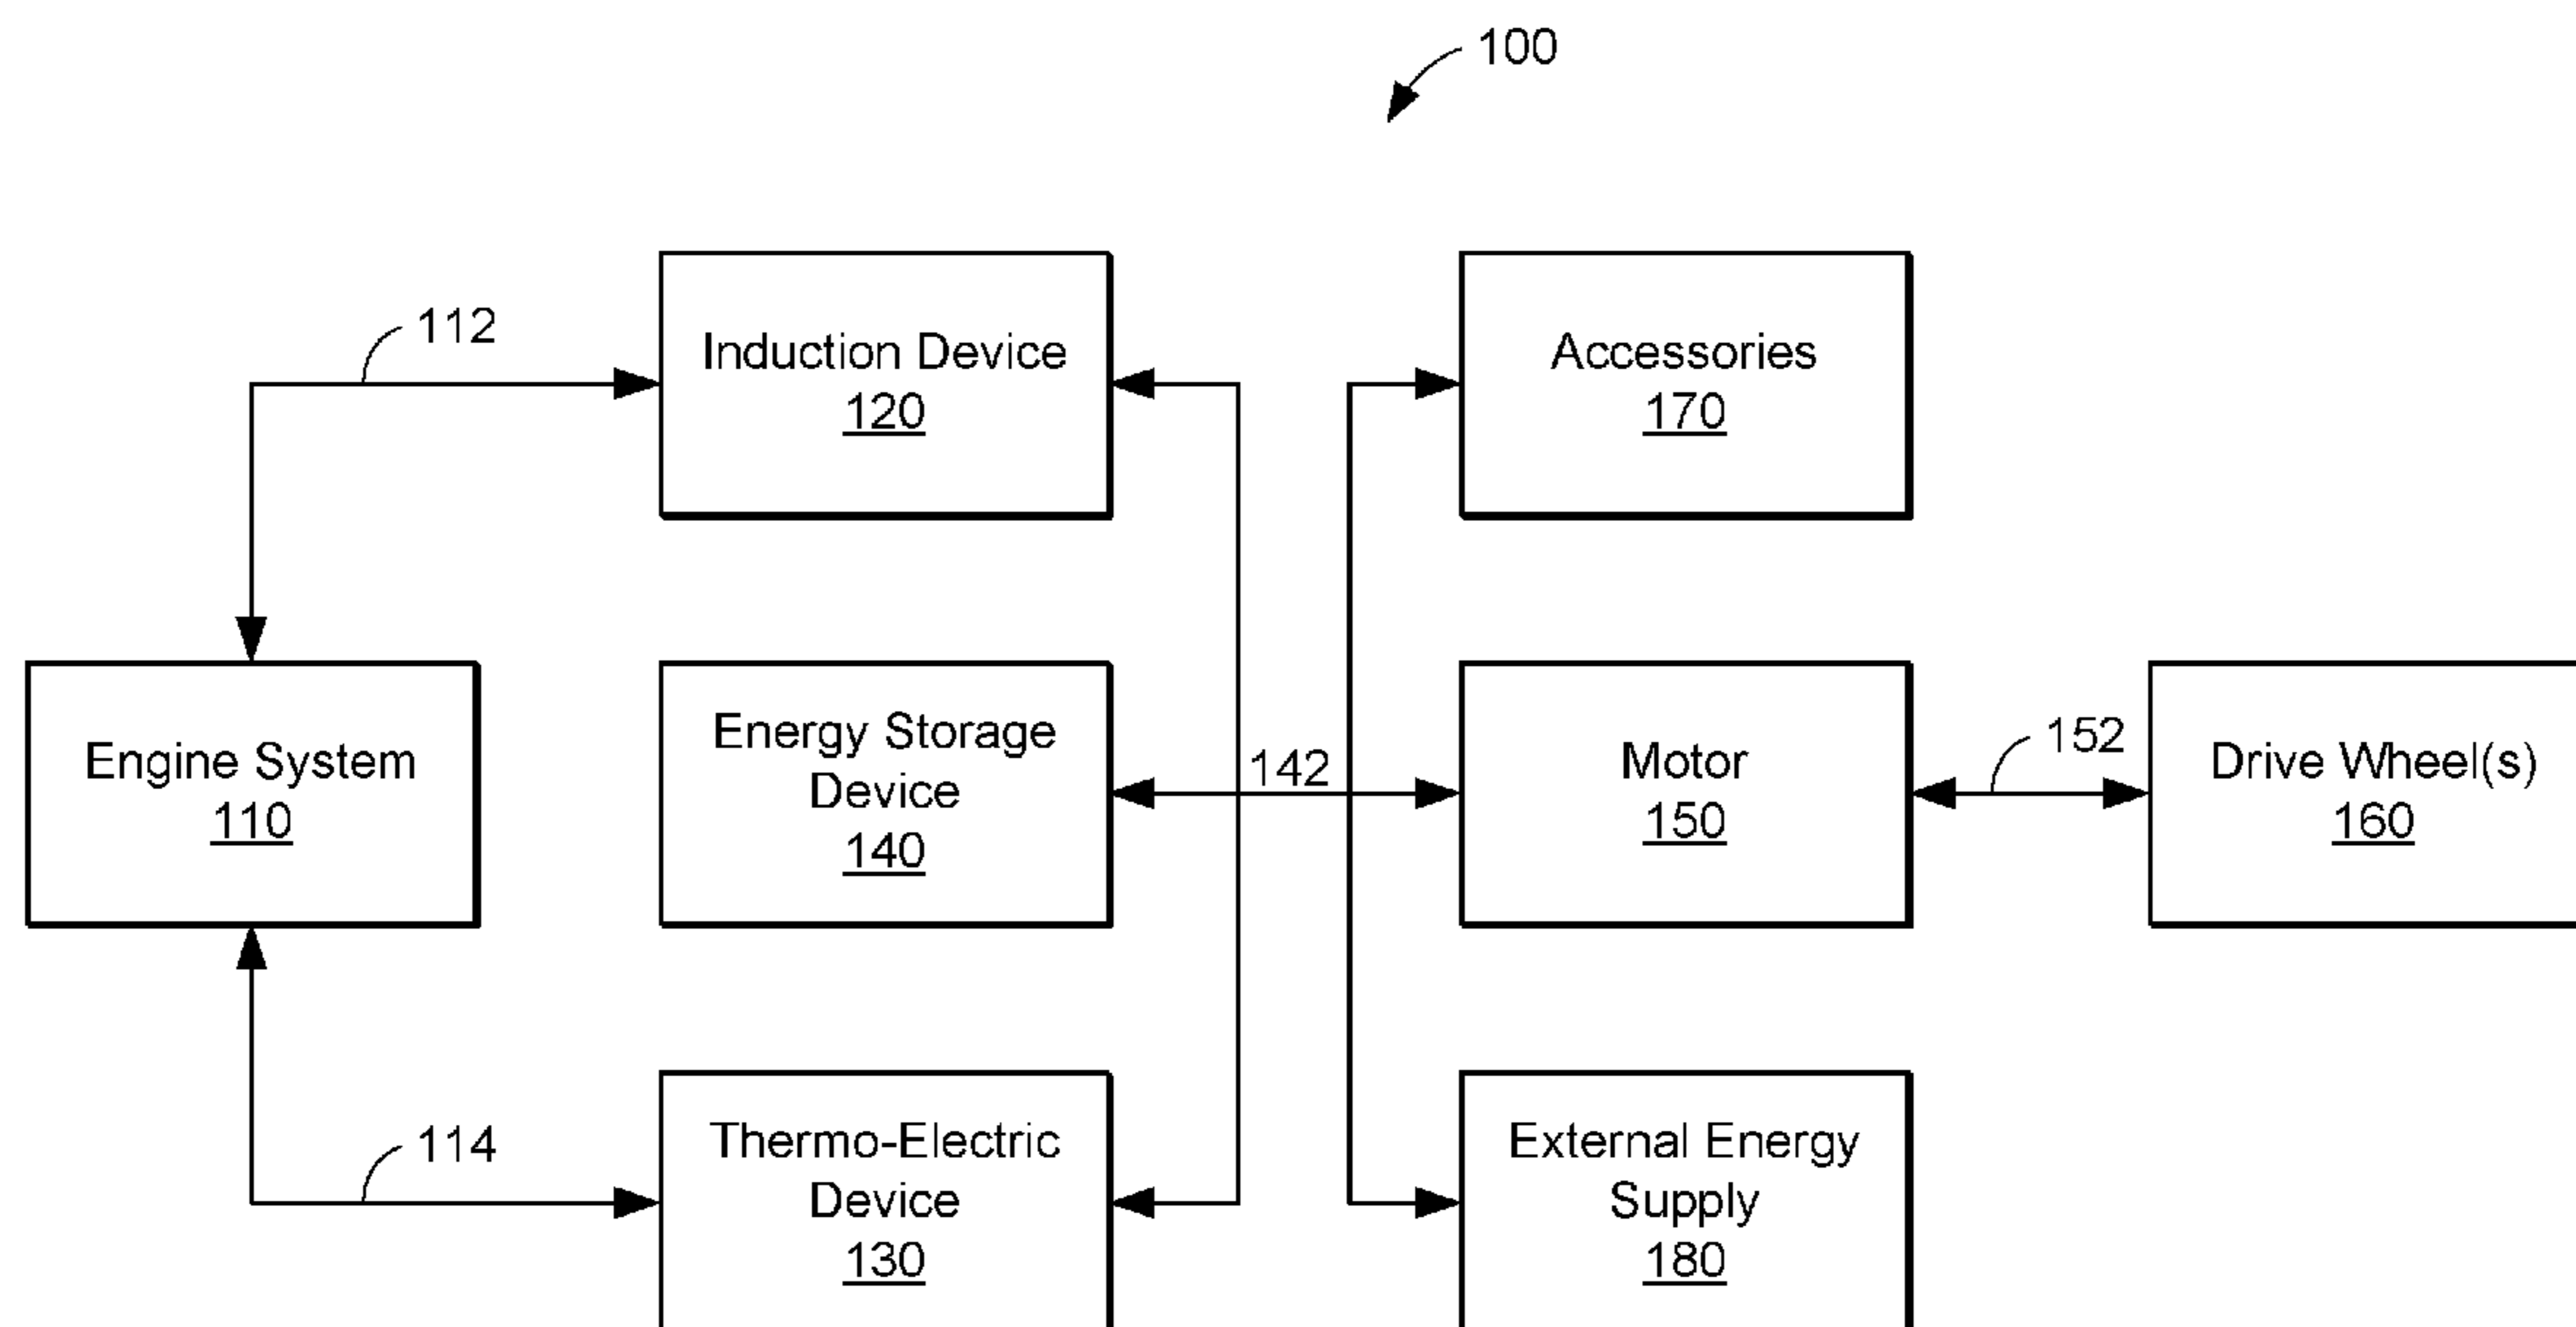 100
112
Induction Device
120
Accessories
170
Engine System
110
Energy Storage
Device
140
142
Motor
150
152
Drive Wheel(s)
160
114
Thermo-Electric
Device
130
External Energy
Supply
180